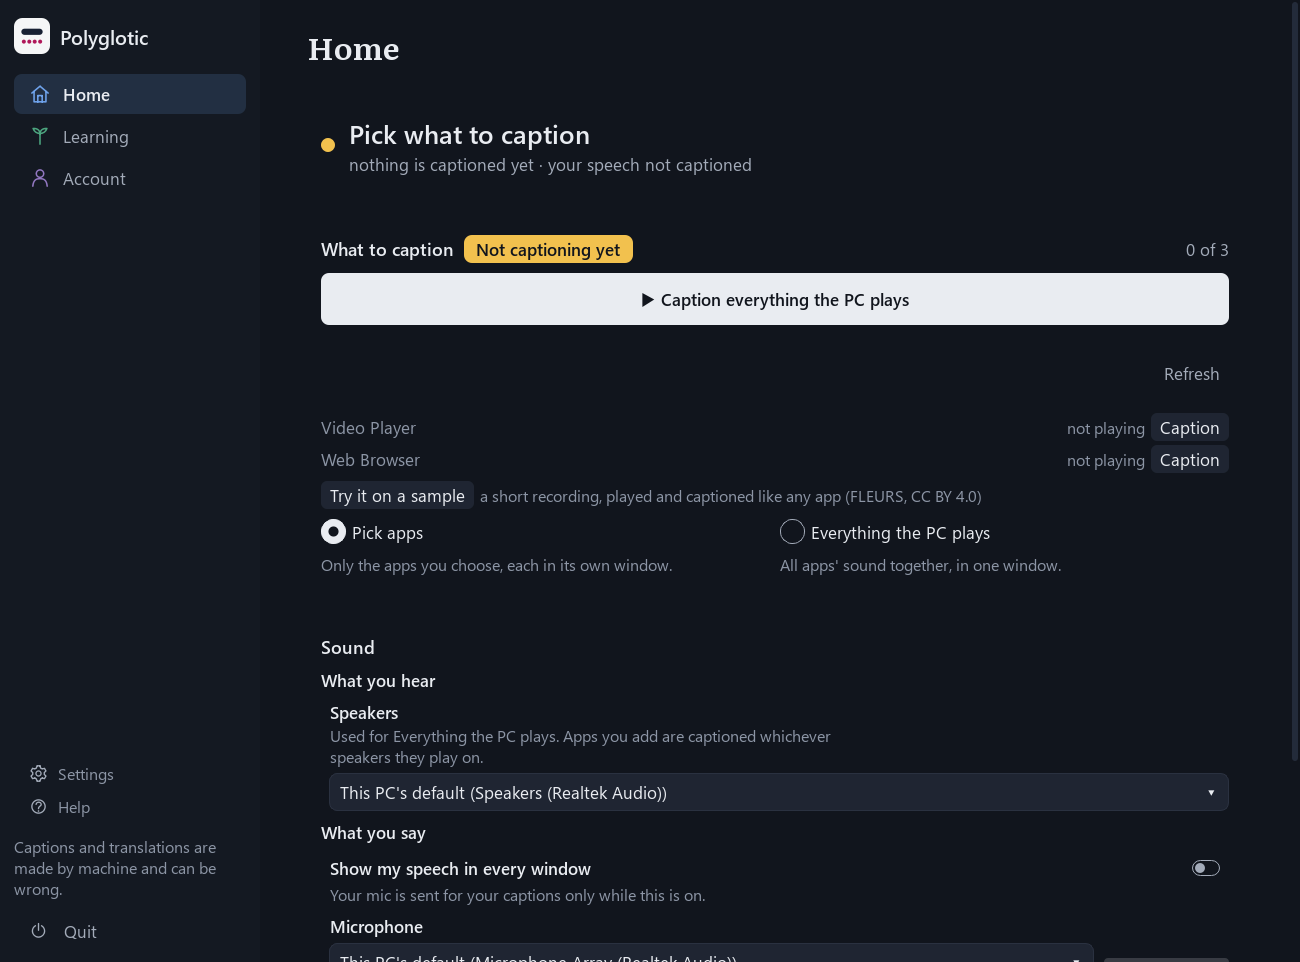 Polyglotic
Home
Learning
Account
Settings
Help
Captions and translations are
made by machine and can be
wrong.
Quit
Home
Pick what to caption
nothing is captioned yet · your speech not captioned
What to caption
Not captioning yet
0 of 3
▶ Caption everything the PC plays
Refresh
Video Player
not playing
Caption
Web Browser
not playing
Caption
Try it on a sample
a short recording, played and captioned like any app (FLEURS, CC BY 4.0)
Pick apps
Only the apps you choose, each in its own window.
Everything the PC plays
All apps' sound together, in one window.
Sound
What you hear
Speakers
Used for Everything the PC plays. Apps you add are captioned whichever
speakers they play on.
This PC's default (Speakers (Realtek Audio))
What you say
Show my speech in every window
Your mic is sent for your captions only while this is on.
Microphone
This PC's default (Microphone Array (Realtek Audio))